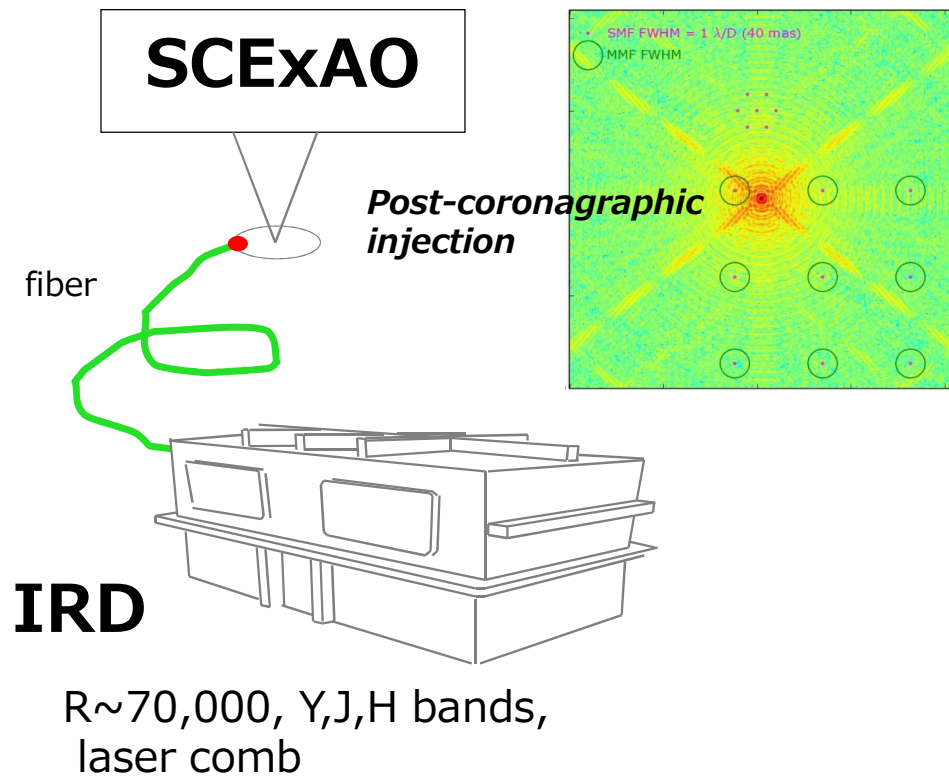 SCExAO
SMF FWHM = 1 λ/D (40 mas)
MMF FWHM
Post-coronagraphic
injection
fiber
IRD
R~70,000, Y,J,H bands,
laser comb